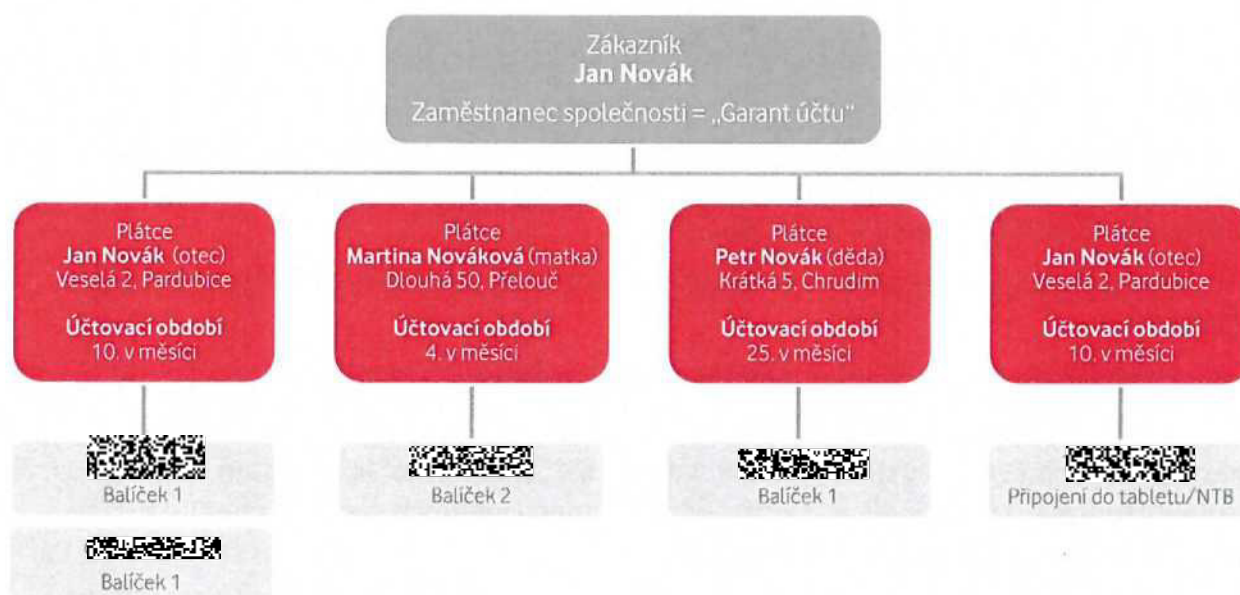 Zákazník
Jan Novák
Zaměstnanec společnosti = „Garant účtu“
Plátce
Jan Novák (otec)
Veselá 2, Pardubice
Účtovací období
10. v měsíci
Plátce
Martina Nováková (matka)
Dlouhá 50, Přelouč
Účtovací období
4. v měsíci
Plátce
Petr Novák (děda)
Krátká 5, Chrudim
Účtovací období
25. v měsíci
Plátce
Jan Novák (otec)
Veselá 2, Pardubice
Účtovací období
10. v měsíci
Balíček 1
Balíček 2
Balíček 1
Připojení do tabletu/NTB
Balíček 1